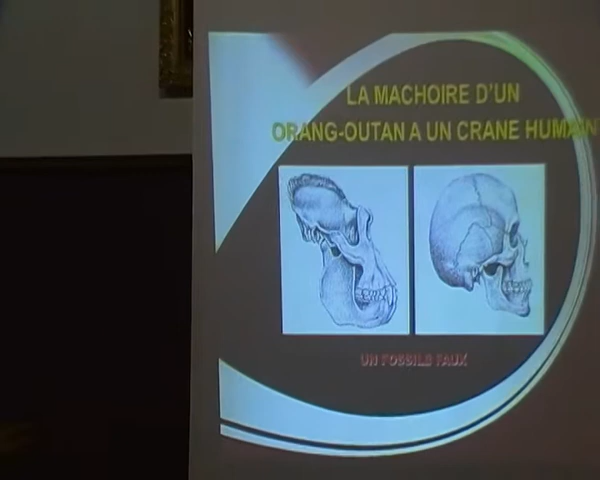 LA MACHOIRE D'UN
ORANG-OUTAN A UN CRANE HUMAIN
UN FOSSILE FAUX